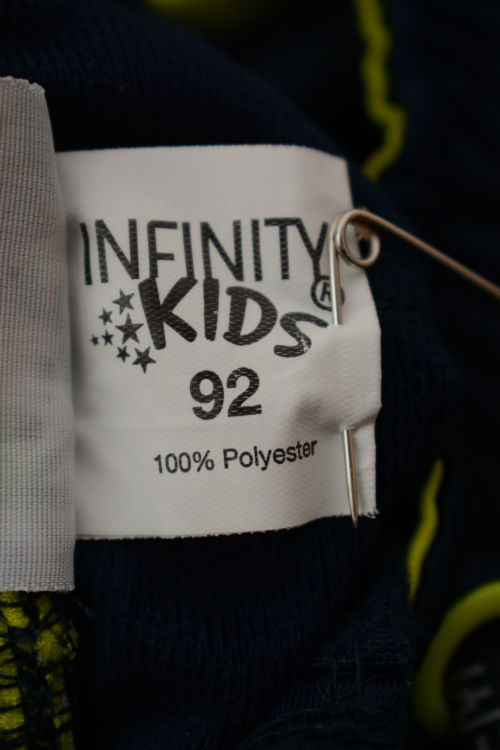 INFINITY
KIDS®
92
100% Polyester